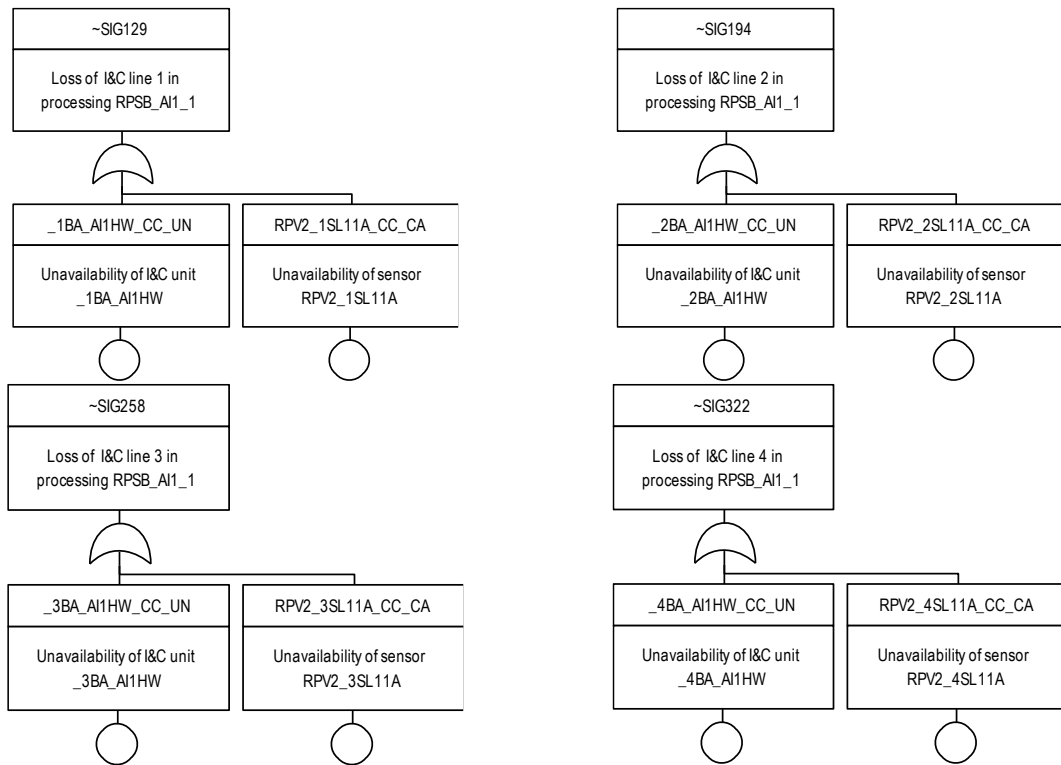 ~SIG129
Loss of I&C line 1 in
processing RPSB_AI1_1
_1BA_AI1HW_CC_UN
Unavailability of I&C unit
_1BA_AI1HW
RPV2_1SL11A_CC_CA
Unavailability of sensor
RPV2_1SL11A
~SIG194
Loss of I&C line 2 in
processing RPSB_AI1_1
_2BA_AI1HW_CC_UN
Unavailability of I&C unit
_2BA_AI1HW
RPV2_2SL11A_CC_CA
Unavailability of sensor
RPV2_2SL11A
~SIG258
Loss of I&C line 3 in
processing RPSB_AI1_1
_3BA_AI1HW_CC_UN
Unavailability of I&C unit
_3BA_AI1HW
RPV2_3SL11A_CC_CA
Unavailability of sensor
RPV2_3SL11A
~SIG322
Loss of I&C line 4 in
processing RPSB_AI1_1
_4BA_AI1HW_CC_UN
Unavailability of I&C unit
_4BA_AI1HW
RPV2_4SL11A_CC_CA
Unavailability of sensor
RPV2_4SL11A